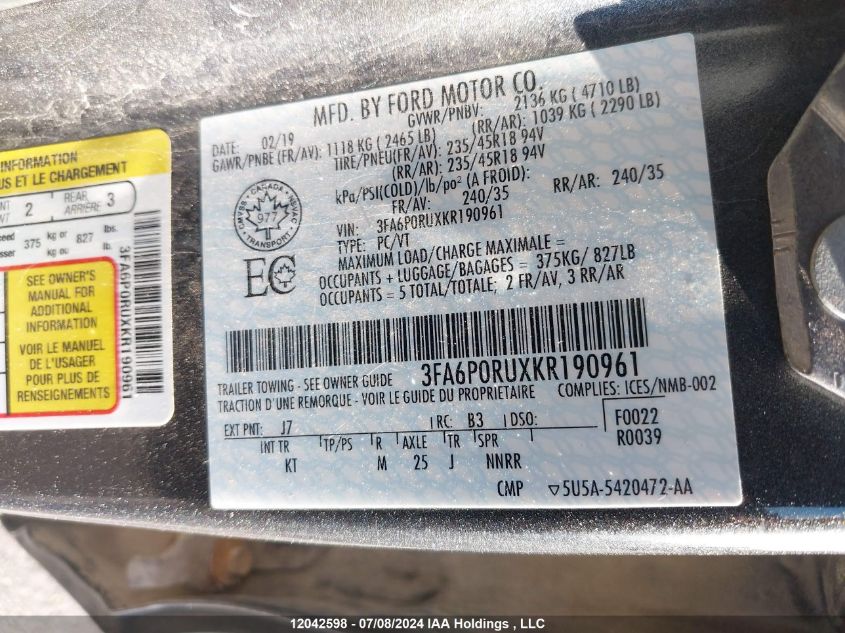 INFORMATION
US ET LE CHARGEMENT
2
REAR
ARRIÈRE 3
375 kg or 827 lbs.
kg ou lb.
SEE OWNER'S
MANUAL FOR
ADDITIONAL
INFORMATION
VOIR LE MANUEL
DE L'USAGER
POUR PLUS DE
RENSEIGNEMENTS
3FA6P0RUXKR190961
MFD. BY FORD MOTOR CO.
DATE: 02/19 GVWR/PNBV: 2136 KG ( 4710 LB)
GAWR/PNBE (FR/AV): 1118 KG ( 2465 LB) (RR/AR): 1039 KG ( 2290 LB)
TIRE/PNEU(FR/AV): 235/45R18 94V
(RR/AR): 235/45R18 94V
kPa/PSI(COLD)/lb/po² (A FROID):
FR/AV: 240/35 RR/AR: 240/35
VIN: 3FA6P0RUXKR190961
TYPE: PC/VT
MAXIMUM LOAD/CHARGE MAXIMALE =
OCCUPANTS + LUGGAGE/BAGAGES = 375KG/ 827LB
OCCUPANTS = 5 TOTAL/TOTALE; 2 FR/AV, 3 RR/AR
CANADA
977
TRANSPORT
EC
3FA6P0RUXKR190961
TRAILER TOWING - SEE OWNER GUIDE
TRACTION D'UNE REMORQUE - VOIR LE GUIDE DU PROPRIETAIRE
COMPLIES: ICES/NMB-002
EXT PNT: J7 RC: B3 DSO: F0022
R0039
INT TR TP/PS R AXLE TR SPR
KT M 25 J NNRR
CMP ▽5U5A-5420472-AA
12042598 - 07/08/2024 IAA Holdings , LLC